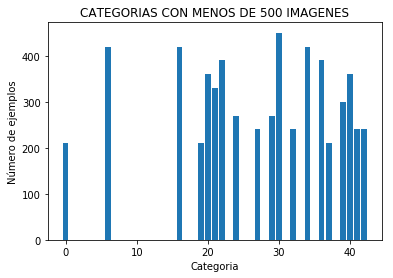 CATEGORIAS CON MENOS DE 500 IMAGENES
Número de ejemplos
400
300
200
100
0
0 10 20 30 40
Categoria